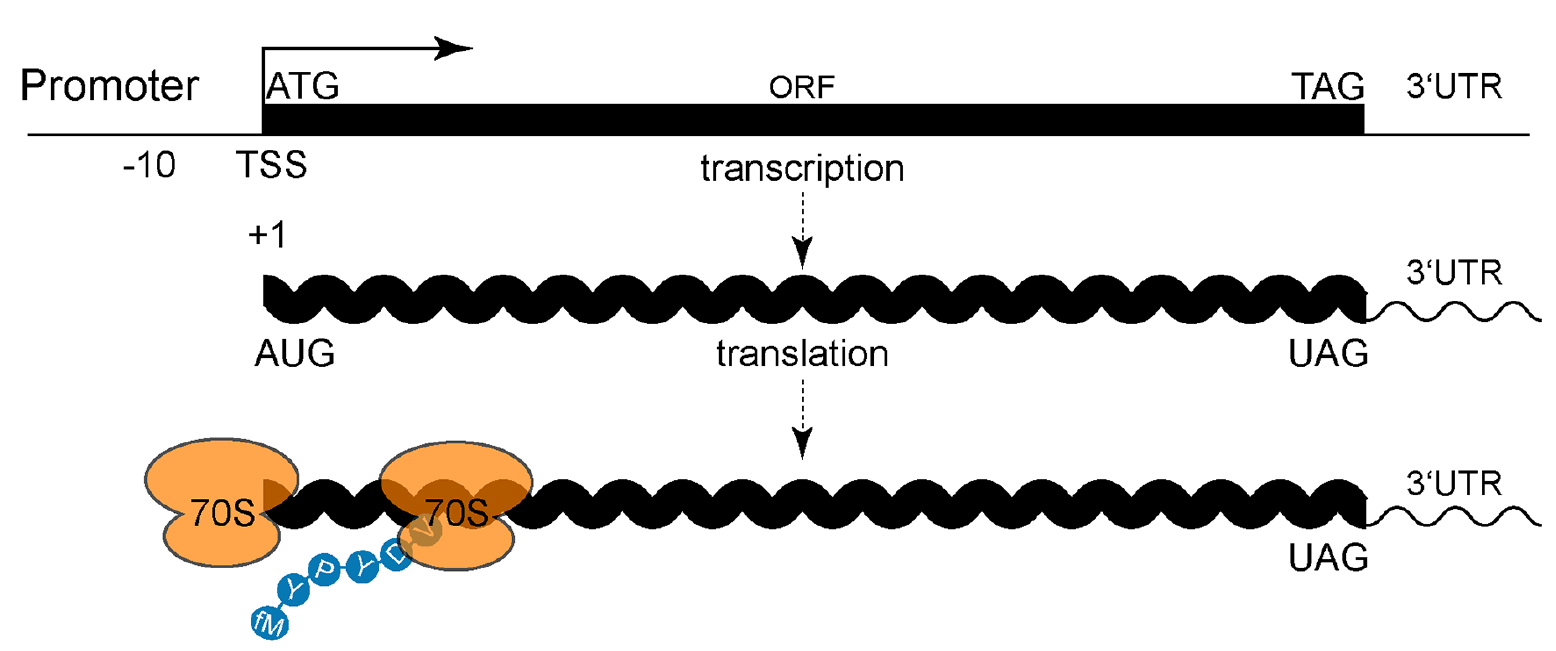 Promoter ATG ORF TAG 3‘UTR
-10 TSS transcription
+1
3‘UTR
AUG translation UAG
70S 70S 3‘UTR
UAG
fM Y P Y D V